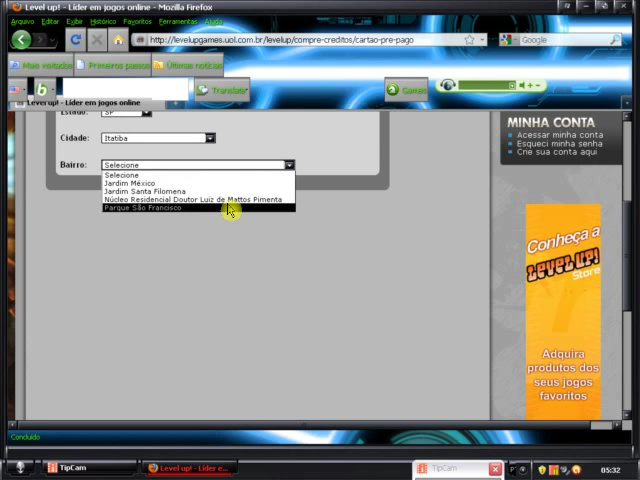 Level up! - Líder em jogos online - Mozilla Firefox
Arquivo Editar Exibir Histórico Favoritos Ferramentas Ajuda
http://levelupgames.uol.com.br/levelup/compre-creditos/cartao-pre-pago
Google
Mais visitados Primeiros passos Últimas notícias
b Translate Games
Level up! - Líder em jogos online
Estado: SP
Cidade: Itatiba
Bairro: Selecione
Selecione
Jardim México
Jardim Santa Filomena
Núcleo Residencial Doutor Luiz de Mattos Pimenta
Parque São Francisco
MINHA CONTA
Acessar minha conta
Esqueci minha senha
Crie sua conta aqui
Conheça a
LEVEL UP!
Store
Adquira
produtos dos
seus jogos
favoritos
Concluído
TipCam
Level up! - Líder e...
TipCam
05:32